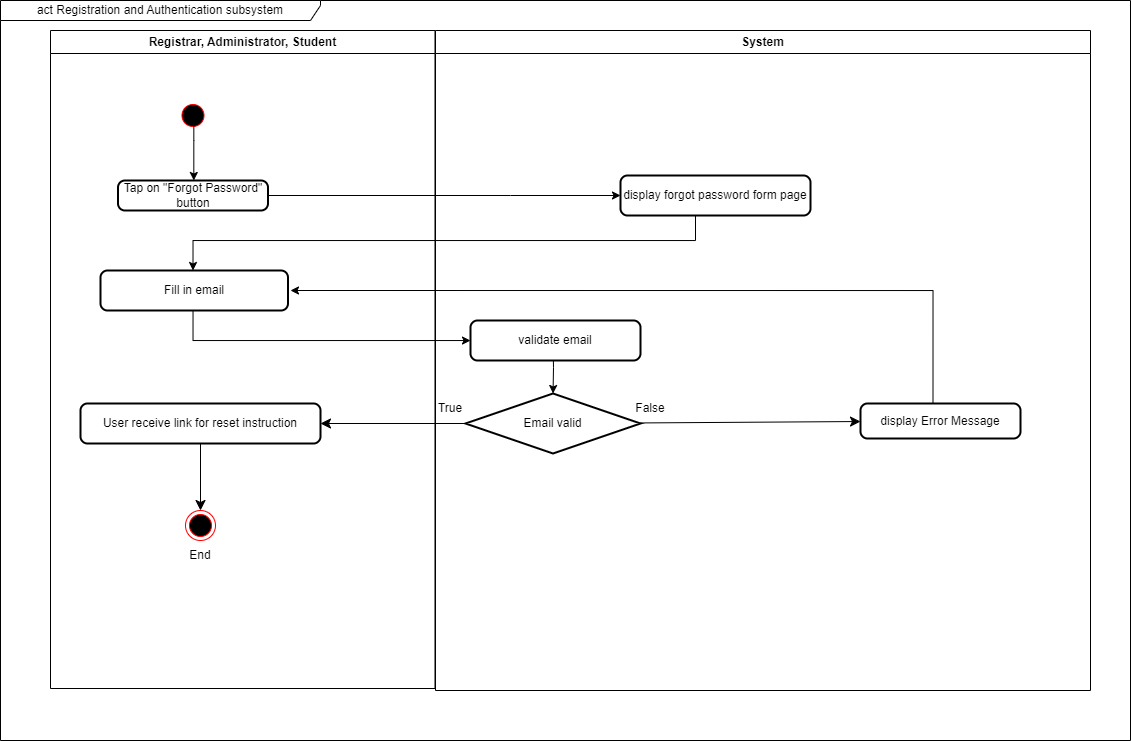 act Registration and Authentication subsystem
Registrar, Administrator, Student
System
Tap on "Forgot Password"
button
display forgot password form page
Fill in email
validate email
True
False
User receive link for reset instruction
Email valid
display Error Message
End